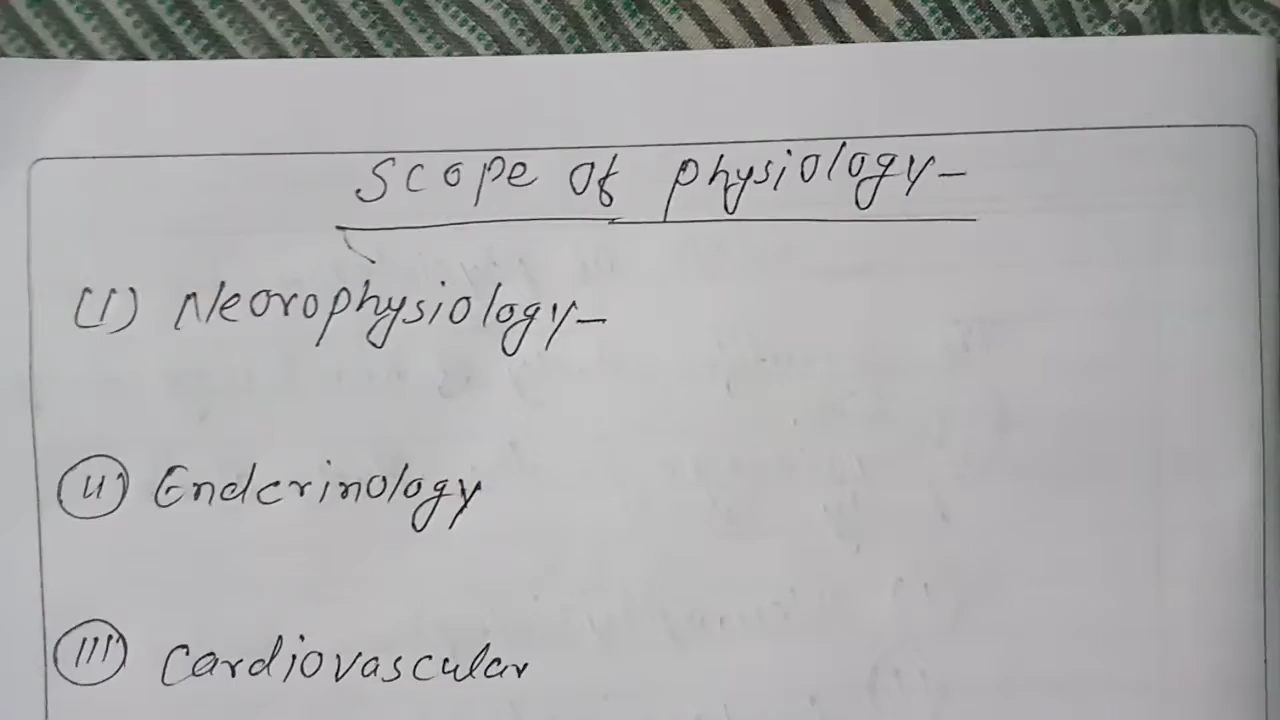 Scope of physiology-
(I) Neorophysiology-
(II) Endcrinology
(III) Cardiovascular